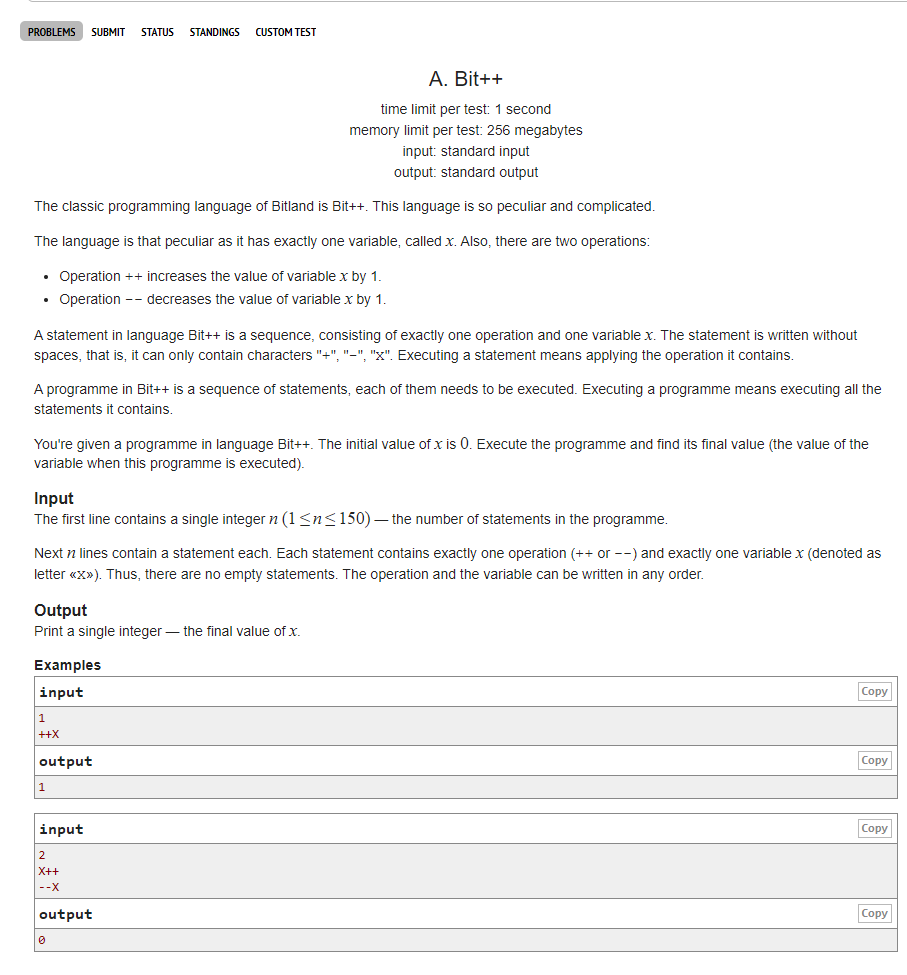 PROBLEMS SUBMIT STATUS STANDINGS CUSTOM TEST
A. Bit++
time limit per test: 1 second
memory limit per test: 256 megabytes
input: standard input
output: standard output
The classic programming language of Bitland is Bit++. This language is so peculiar and complicated.
The language is that peculiar as it has exactly one variable, called x. Also, there are two operations:
• Operation ++ increases the value of variable x by 1.
• Operation -- decreases the value of variable x by 1.
A statement in language Bit++ is a sequence, consisting of exactly one operation and one variable x. The statement is written without
spaces, that is, it can only contain characters "+", "-", "x". Executing a statement means applying the operation it contains.
A programme in Bit++ is a sequence of statements, each of them needs to be executed. Executing a programme means executing all the
statements it contains.
You're given a programme in language Bit++. The initial value of x is 0. Execute the programme and find its final value (the value of the
variable when this programme is executed).
Input
The first line contains a single integer n (1 ≤ n ≤ 150) — the number of statements in the programme.
Next n lines contain a statement each. Each statement contains exactly one operation (++ or --) and exactly one variable x (denoted as
letter «X»). Thus, there are no empty statements. The operation and the variable can be written in any order.
Output
Print a single integer — the final value of x.
Examples
input Copy
1
++X
output Copy
1
input Copy
2
X++
--X
output Copy
0